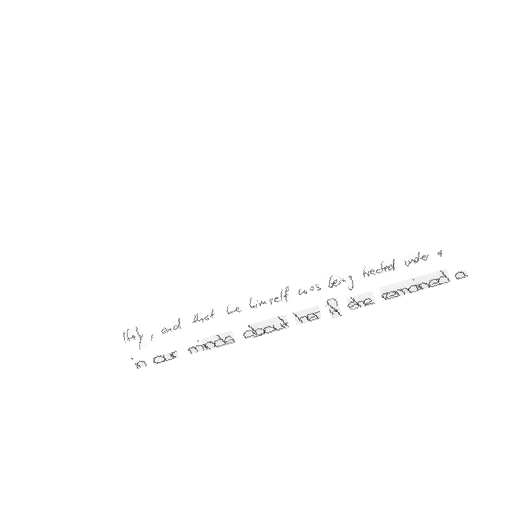 Italy, and that he himself was being treated under a
in our minds about her if she remained a